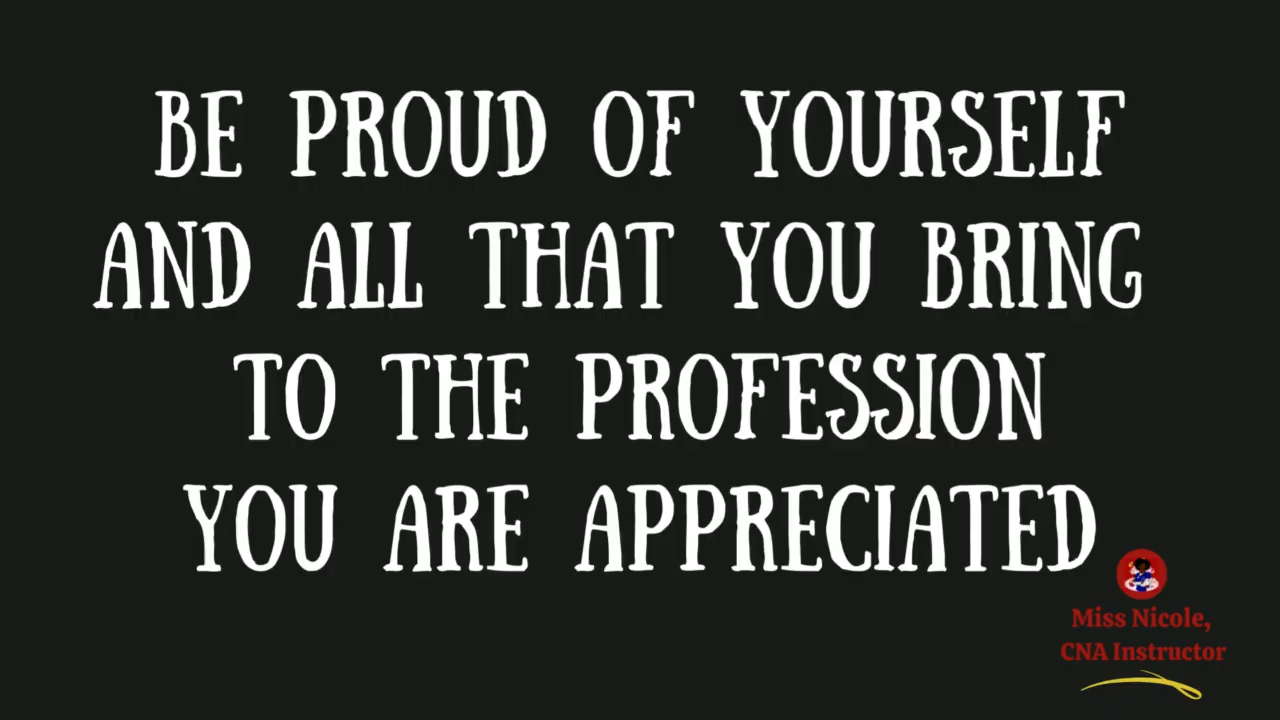 BE PROUD OF YOURSELF
AND ALL THAT YOU BRING
TO THE PROFESSION
YOU ARE APPRECIATED
Miss Nicole,
CNA Instructor